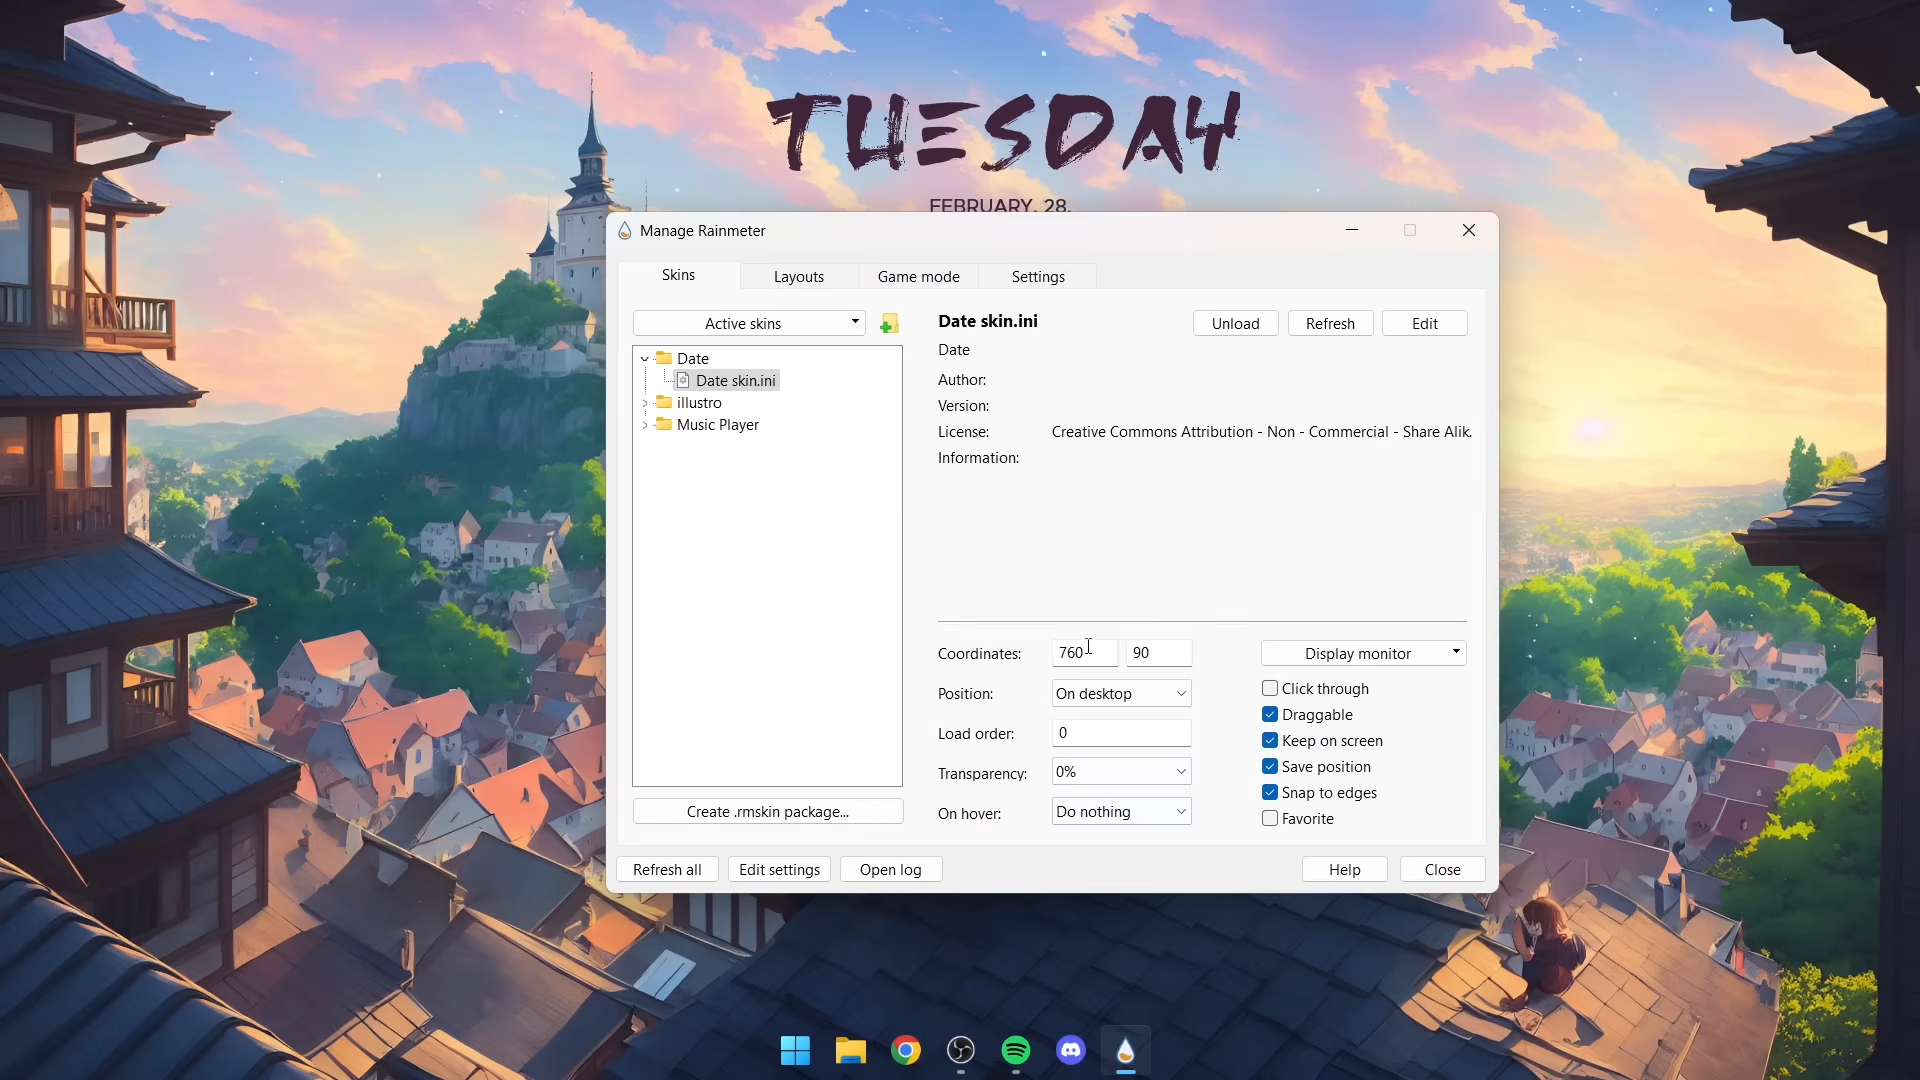 TUESDAY
FEBRUARY, 28.
Manage Rainmeter
Skins
Layouts
Game mode
Settings
Active skins
Date
Date skin.ini
illustro
Music Player
Create .rmskin package...
Date skin.ini
Unload
Refresh
Edit
Date
Author:
Version:
License: Creative Commons Attribution - Non - Commercial - Share Alik.
Information:
Coordinates: 760 90
Position: On desktop
Load order: 0
Transparency: 0%
On hover: Do nothing
Display monitor
Click through
Draggable
Keep on screen
Save position
Snap to edges
Favorite
Refresh all
Edit settings
Open log
Help
Close